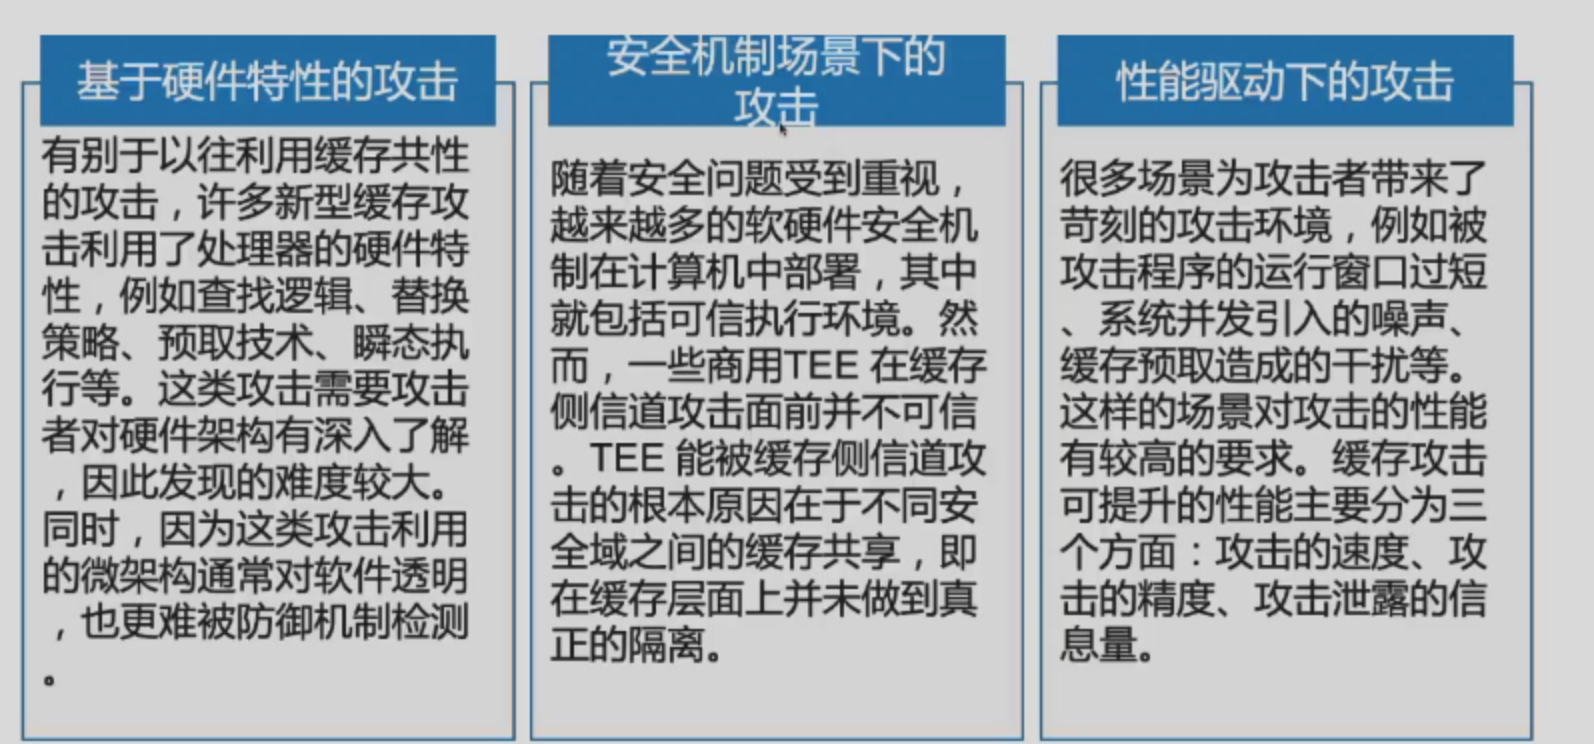 基于硬件特性的攻击
有别于以往利用缓存共性
的攻击，许多新型缓存攻
击利用了处理器的硬件特
性，例如查找逻辑、替换
策略、预取技术、瞬态执
行等。这类攻击需要攻击
者对硬件架构有深入了解
，因此发现的难度较大。
同时，因为这类攻击利用
的微架构通常对软件透明
，也更难被防御机制检测
。
安全机制场景下的
攻击
随着安全问题受到重视，
越来越多的软硬件安全机
制在计算机中部署，其中
就包括可信执行环境。然
而，一些商用TEE 在缓存
侧信道攻击面前并不可信
。TEE 能被缓存侧信道攻
击的根本原因在于不同安
全域之间的缓存共享，即
在缓存层面上并未做到真
正的隔离。
性能驱动下的攻击
很多场景为攻击者带来了
苛刻的攻击环境，例如被
攻击程序的运行窗口过短
、系统并发引入的噪声、
缓存预取造成的干扰等。
这样的场景对攻击的性能
有较高的要求。缓存攻击
可提升的性能主要分为三
个方面：攻击的速度、攻
击的精度、攻击泄露的信
息量。